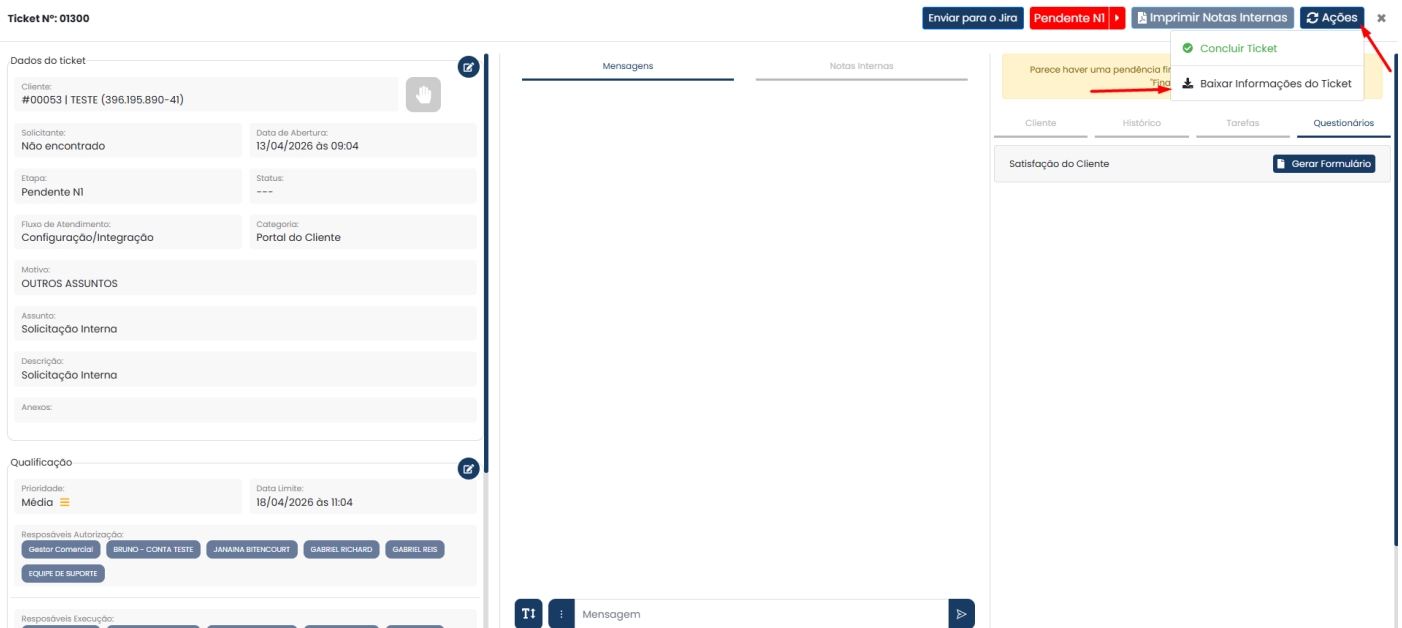 Ticket Nº: 01300
Enviar para o Jira
Pendente N1
Imprimir Notas Internas
Ações
Concluir Ticket
Baixar Informações do Ticket
Dados do ticket
Cliente:
#00053 | TESTE (396.195.890-41)
Solicitante:
Não encontrado
Data de Abertura:
13/04/2026 às 09:04
Etapa:
Pendente N1
Status:
---
Fluxo de Atendimento:
Configuração/Integração
Categoria:
Portal do Cliente
Motivo:
OUTROS ASSUNTOS
Assunto:
Solicitação Interna
Descrição:
Solicitação Interna
Anexos:
Qualificação
Prioridade:
Média
Data Limite:
18/04/2026 às 11:04
Resposáveis Autorização:
Gestor Comercial
BRUNO - CONTA TESTE
JANAINA BITENCOURT
GABRIEL RICHARD
GABRIEL REIS
EQUIPE DE SUPORTE
Resposáveis Execução:
Mensagens
Notas Internas
Mensagem
Parece haver uma pendência
Cliente
Histórico
Tarefas
Questionários
Satisfação do Cliente
Gerar Formulário